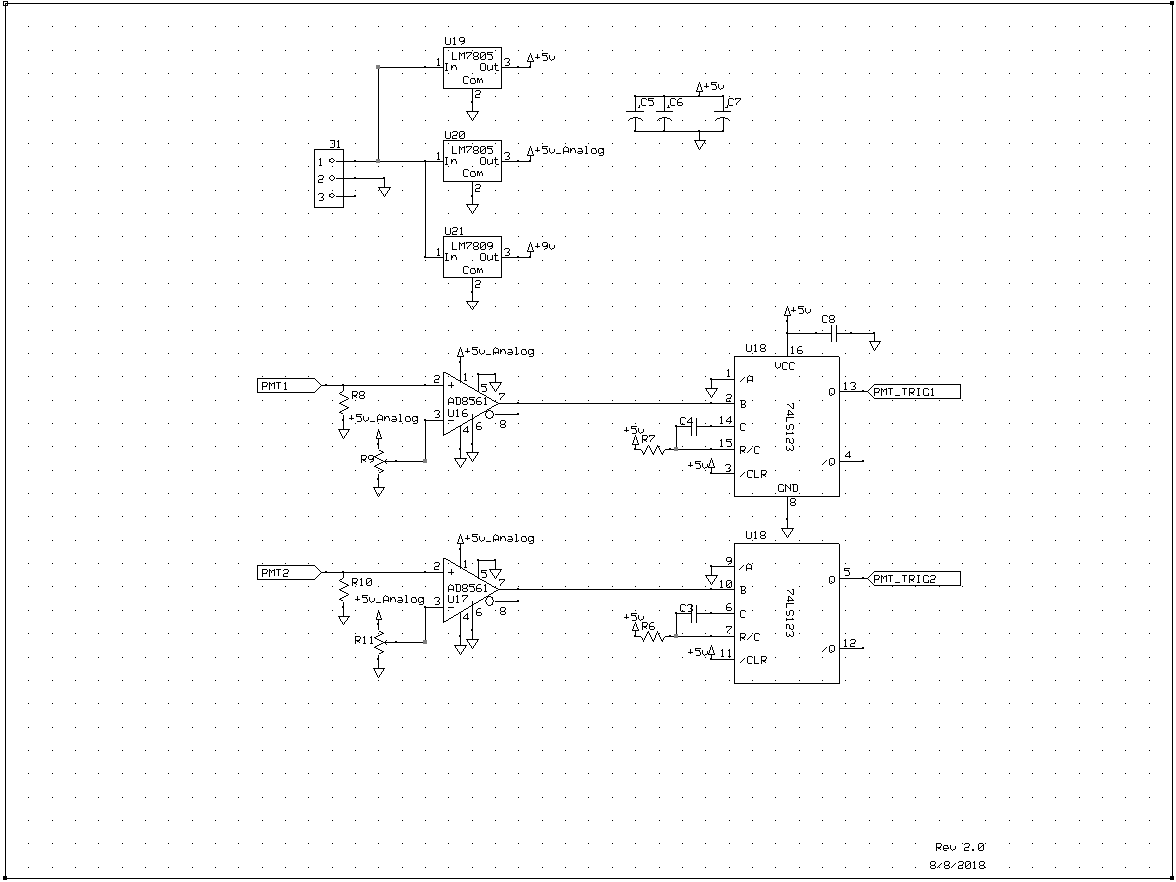 U19
LM7805
1 In Out 3
Com
2
+5v
+5v
C5 C6 C7
J1
1
2
3
U20
LM7805
1 In Out 3
Com
2
+5v_Analog
U21
LM7809
1 In Out 3
Com
2
+9v
PMT1
R8
+5v_Analog
R9
+5v_Analog
2 + 1 5 7
AD8561
U16
3 - 4 6 8
+5v
C8
U18 16
VCC
1 /A
2 B
14 C
15 R/C
3 /CLR
74LS123
Q 13
/Q 4
GND
8
C4
+5v
R7
+5v
PMT_TRIG1
PMT2
R10
+5v_Analog
R11
+5v_Analog
2 + 1 5 7
AD8561
U17
3 - 4 6 8
U18
9 /A
10 B
6 C
7 R/C
11 /CLR
74LS123
Q 5
/Q 12
C3
+5v
R6
+5v
PMT_TRIG2
Rev 2.0
8/8/2018